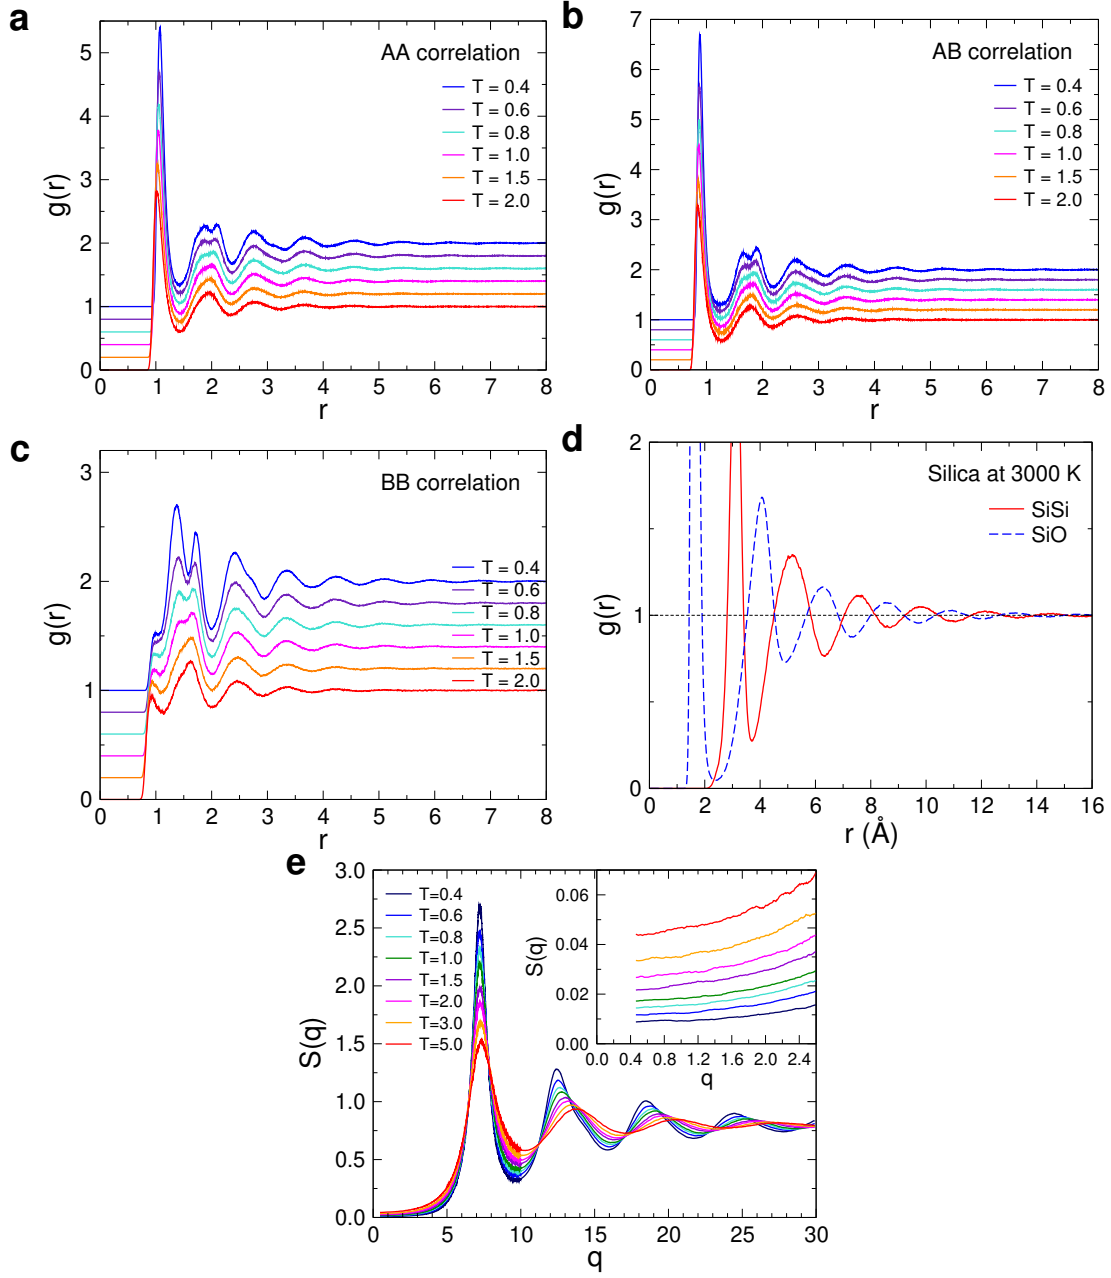 a
AA correlation
T = 0.4
T = 0.6
T = 0.8
T = 1.0
T = 1.5
T = 2.0
g(r)
5
4
3
2
1
0
0 1 2 3 4 5 6 7 8
r
b
AB correlation
T = 0.4
T = 0.6
T = 0.8
T = 1.0
T = 1.5
T = 2.0
g(r)
7
6
5
4
3
2
1
0
0 1 2 3 4 5 6 7 8
r
c
BB correlation
T = 0.4
T = 0.6
T = 0.8
T = 1.0
T = 1.5
T = 2.0
g(r)
3
2
1
0
0 1 2 3 4 5 6 7 8
r
d
Silica at 3000 K
SiSi
SiO
g(r)
2
1
0
0 2 4 6 8 10 12 14 16
r (Å)
e
T=0.4
T=0.6
T=0.8
T=1.0
T=1.5
T=2.0
T=3.0
T=5.0
S(q)
3.0
2.5
2.0
1.5
1.0
0.5
0.0
0 5 10 15 20 25 30
q
S(q)
0.06
0.04
0.02
0.00
0.0 0.4 0.8 1.2 1.6 2.0 2.4
q